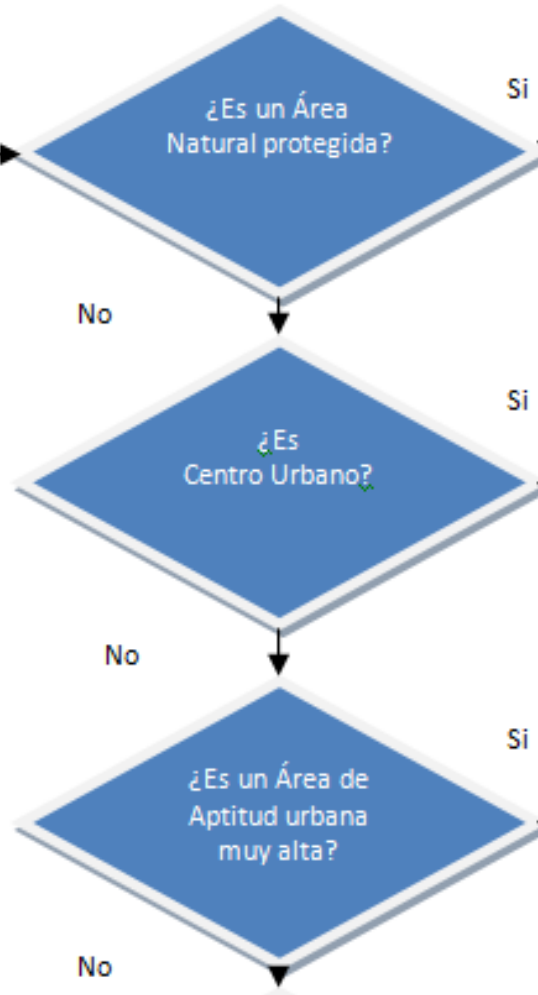 ¿Es un Área
Natural protegida?
Si
No
¿Es
Centro Urbano?
Si
No
¿Es un Área de
Aptitud urbana
muy alta?
Si
No